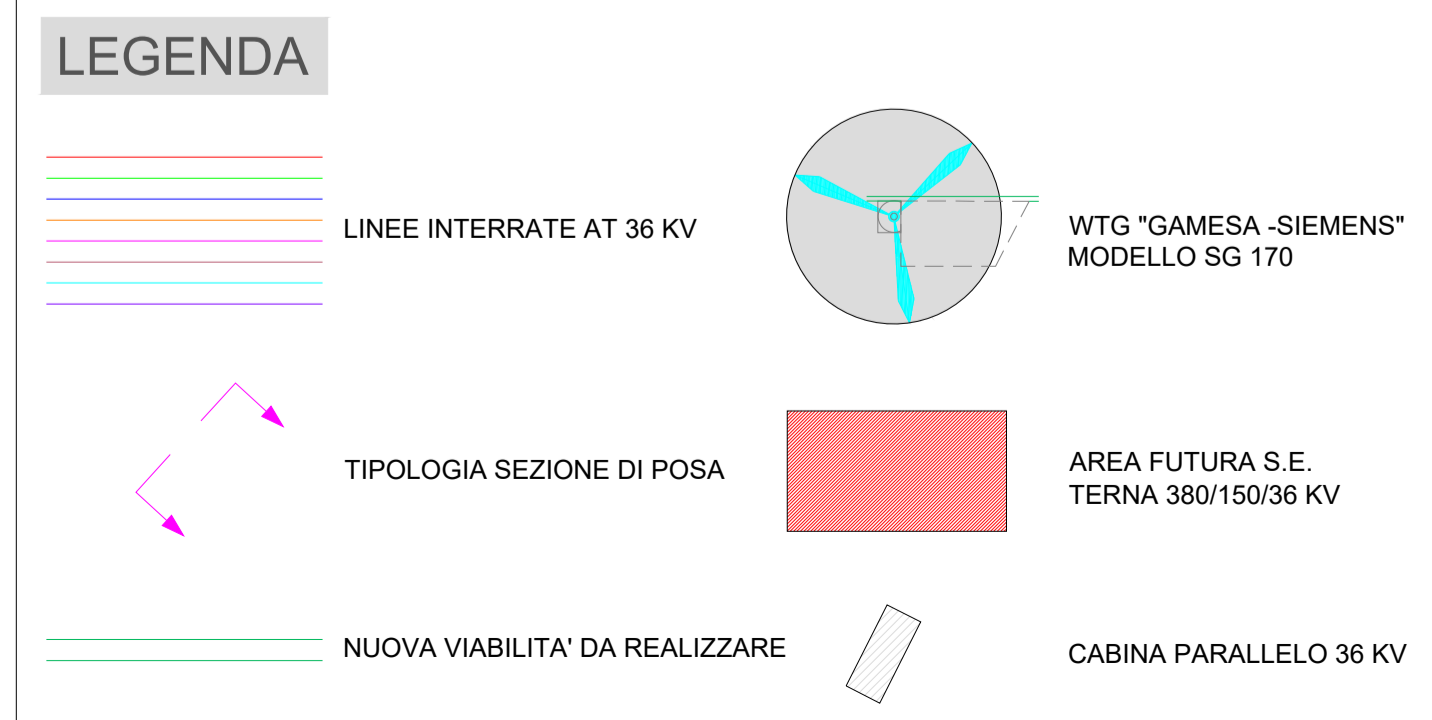 LEGENDA
LINEE INTERRATE AT 36 KV
WTG "GAMESA -SIEMENS"
MODELLO SG 170
TIPOLOGIA SEZIONE DI POSA
AREA FUTURA S.E.
TERNA 380/150/36 KV
NUOVA VIABILITA' DA REALIZZARE
CABINA PARALLELO 36 KV